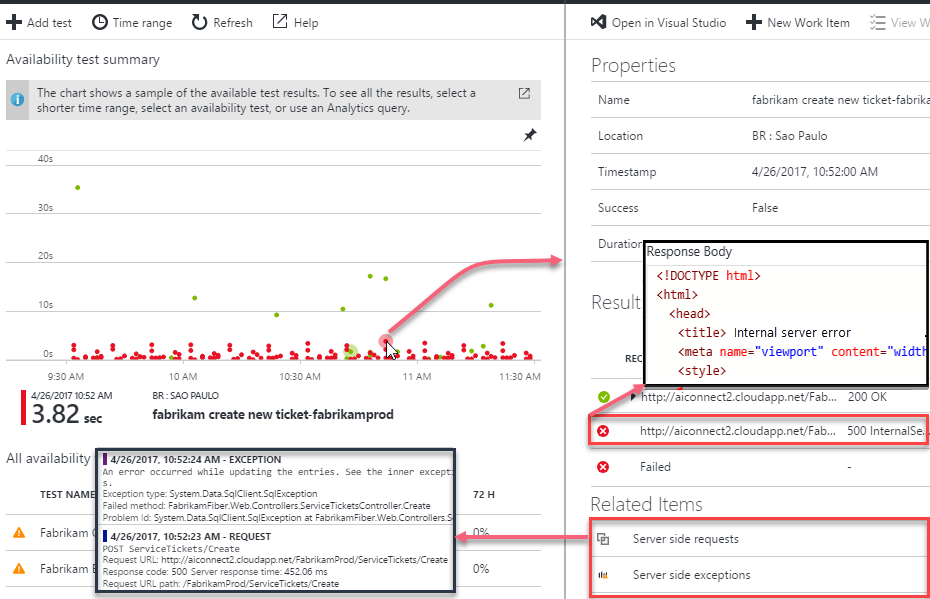 Add test
Time range
Refresh
Help
Availability test summary
The chart shows a sample of the available test results. To see all the results, select a
shorter time range, select an availability test, or use an Analytics query.
40s
30s
20s
10s
0s
9:30 AM
10 AM
10:30 AM
11 AM
11:30 AM
4/26/2017 10:52 AM
3.82 sec
BR : SAO PAULO
fabrikam create new ticket-fabrikamprod
All availability
TEST NAME
72 H
Fabrikam
0%
Fabrikam
0%
4/26/2017, 10:52:24 AM - EXCEPTION
An error occurred while updating the entries. See the inner excepti
s.
Exception type: System.Data.SqlClient.SqlException
Failed method: FabrikamFiber.Web.Controllers.ServiceTicketsController.Create
Problem Id: System.Data.SqlClient.SqlException at FabrikamFiber.Web.Controllers.S
4/26/2017, 10:52:23 AM - REQUEST
POST ServiceTickets/Create
Request URL: http://aiconnect2.cloudapp.net/FabrikamProd/ServiceTickets/Create
Response code: 500 Server response time: 452.06 ms
Request URL path: /FabrikamProd/ServiceTickets/Create
Open in Visual Studio
New Work Item
View W
Properties
Name
fabrikam create new ticket-fabrika
Location
BR : Sao Paulo
Timestamp
4/26/2017, 10:52:00 AM
Success
False
Duration
Result
REC
Response Body
<!DOCTYPE html>
<html>
<head>
<title> Internal server error
<meta name="viewport" content="width
<style>
http://aiconnect2.cloudapp.net/Fab...
200 OK
http://aiconnect2.cloudapp.net/Fab...
500 InternalSe...
Failed
-
Related Items
Server side requests
Server side exceptions